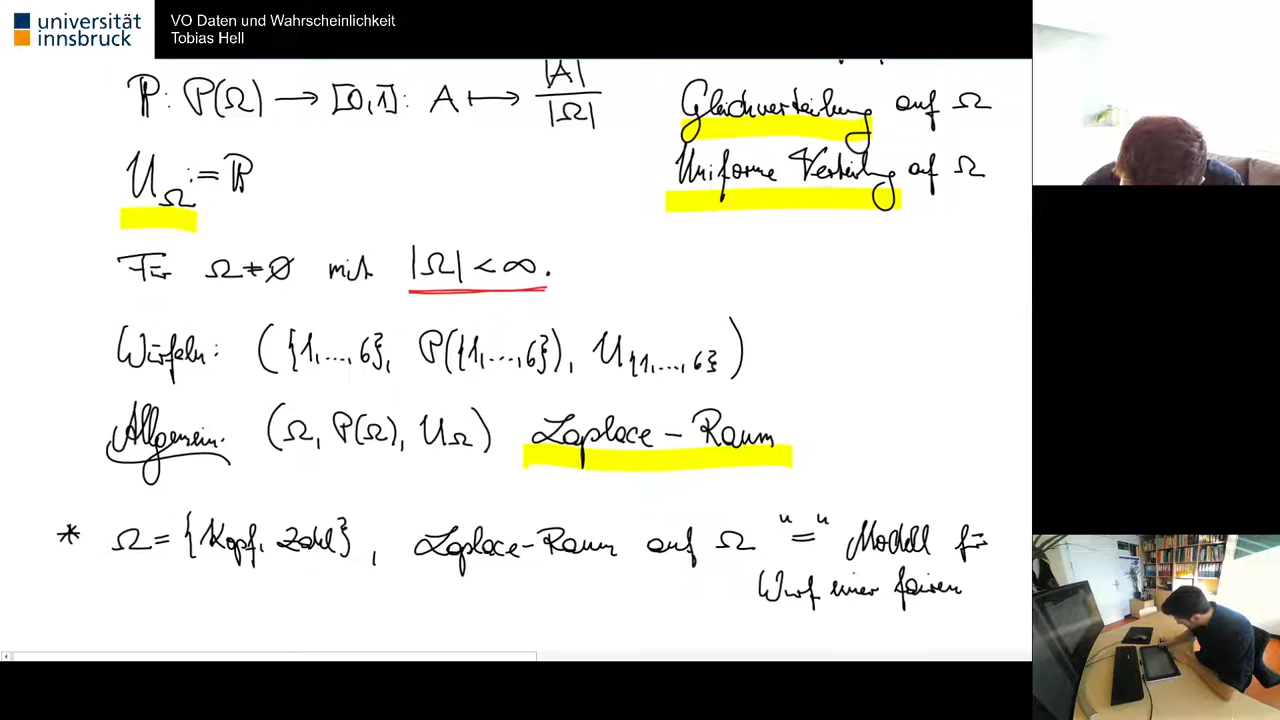 universität
innsbruck
VO Daten und Wahrscheinlichkeit
Tobias Hell
ℙ: P(Ω) ⟶ [0,1]: A ⟼ |A|/|Ω|
Gleichverteilung auf Ω
U_Ω := ℙ
Uniforme Verteilung auf Ω
Für Ω ≠ ∅ mit |Ω| < ∞.
Würfeln: ({1,...,6}, P({1,...,6}), U_{1,...,6})
Allgemein: (Ω, P(Ω), U_Ω) Laplace-Raum
* Ω = {Kopf, Zahl}, Laplace-Raum auf Ω "=" Modell für
Wurf einer fairen